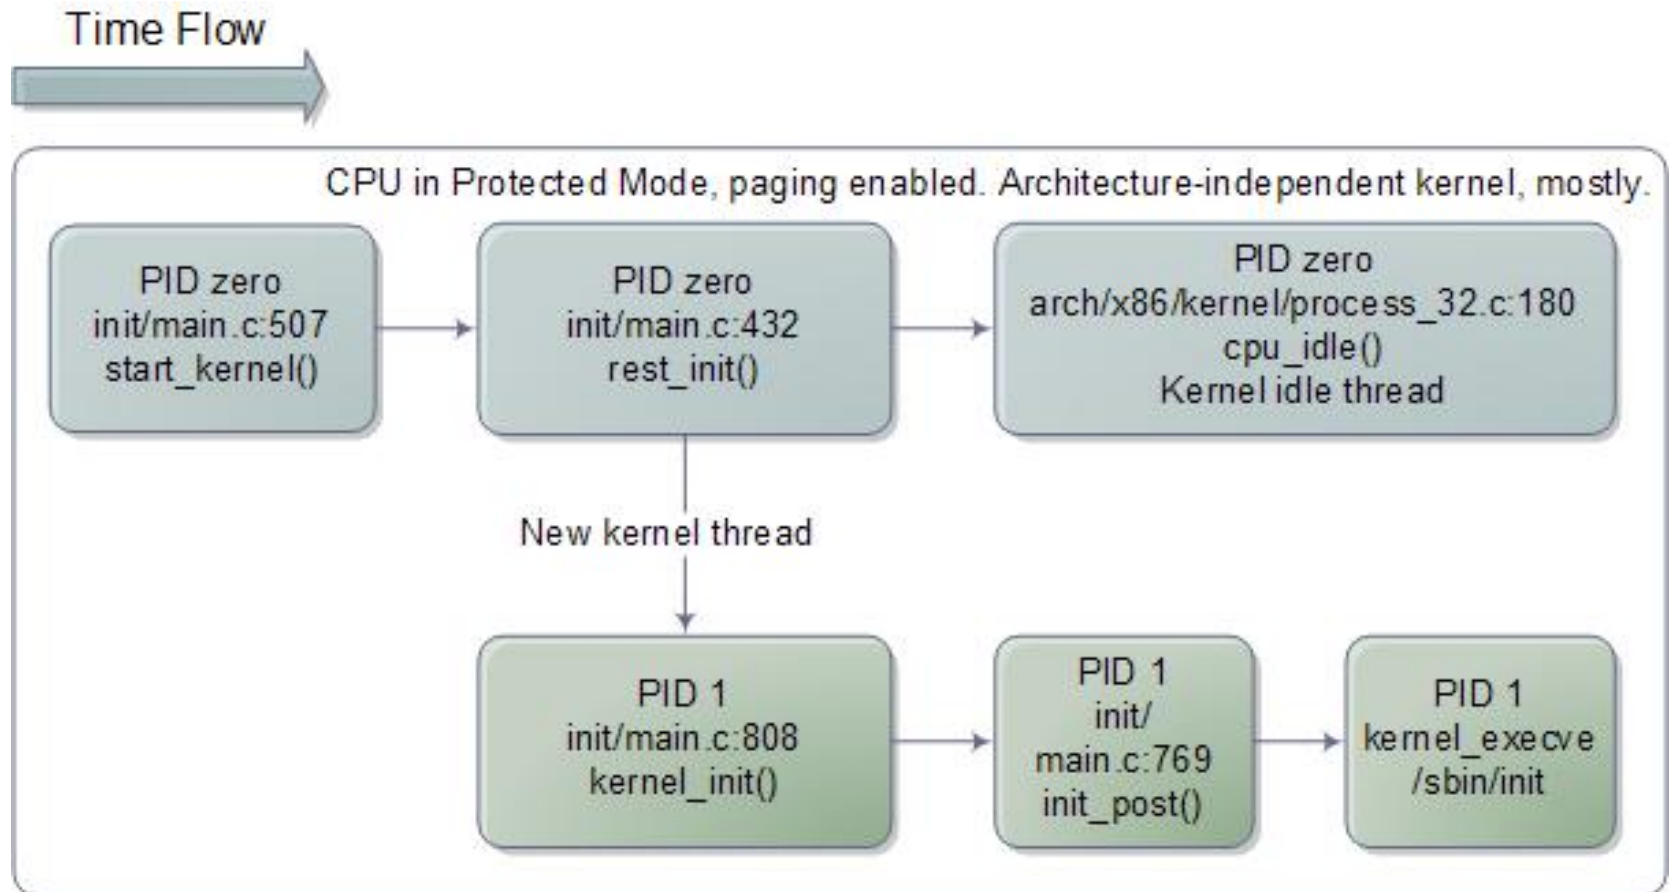 Time Flow
CPU in Protected Mode, paging enabled. Architecture-independent kernel, mostly.
PID zero
init/main.c:507
start_kernel()
PID zero
init/main.c:432
rest_init()
PID zero
arch/x86/kernel/process_32.c:180
cpu_idle()
Kernel idle thread
New kernel thread
PID 1
init/main.c:808
kernel_init()
PID 1
init/
main.c:769
init_post()
PID 1
kernel_execve
/sbin/init